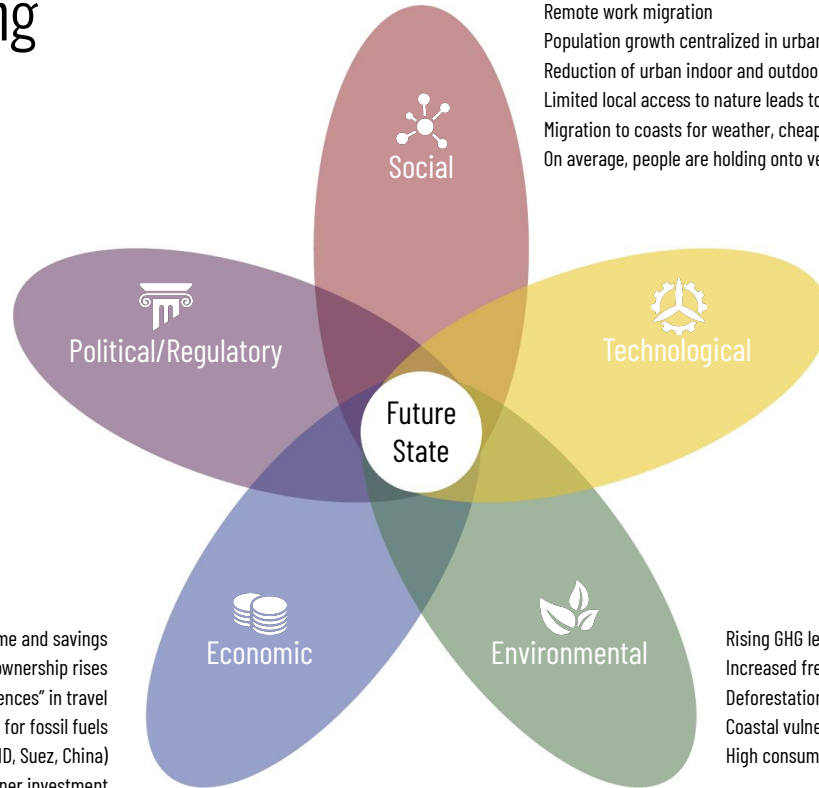 Remote work migration
Population growth centralized in urban
Reduction of urban indoor and outdoo
Limited local access to nature leads to
Migration to coasts for weather, cheap
On average, people are holding onto ve
Social
Political/Regulatory
Technological
Future
State
Economic
Environmental
me and savings
ownership rises
ences” in travel
for fossil fuels
ID, Suez, China)
Rising GHG le
Increased fre
Deforestation
Coastal vulne
High consum